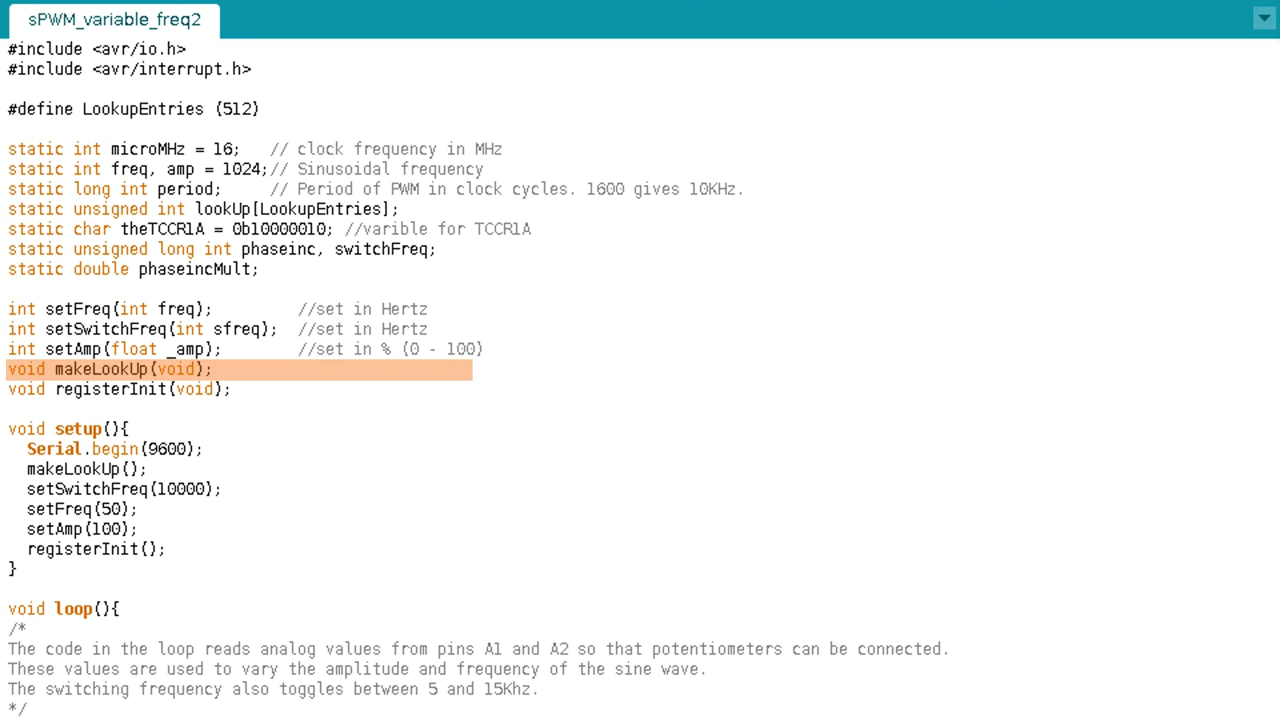 sPWM_variable_freq2
#include <avr/io.h>
#include <avr/interrupt.h>
#define LookupEntries (512)
static int microMHz = 16;   // clock frequency in MHz
static int freq, amp = 1024;// Sinusoidal frequency
static long int period;     // Period of PWM in clock cycles. 1600 gives 10KHz.
static unsigned int lookUp[LookupEntries];
static char theTCCR1A = 0b10000010; //varible for TCCR1A
static unsigned long int phaseinc, switchFreq;
static double phaseincMult;
int setFreq(int freq);         //set in Hertz
int setSwitchFreq(int sfreq);  //set in Hertz
int setAmp(float _amp);        //set in % (0 - 100)
void makeLookUp(void);
void registerInit(void);
void setup(){
  Serial.begin(9600);
  makeLookUp();
  setSwitchFreq(10000);
  setFreq(50);
  setAmp(100);
  registerInit();
}
void loop(){
/*
The code in the loop reads analog values from pins A1 and A2 so that potentiometers can be connected.
These values are used to vary the amplitude and frequency of the sine wave.
The switching frequency also toggles between 5 and 15Khz.
*/